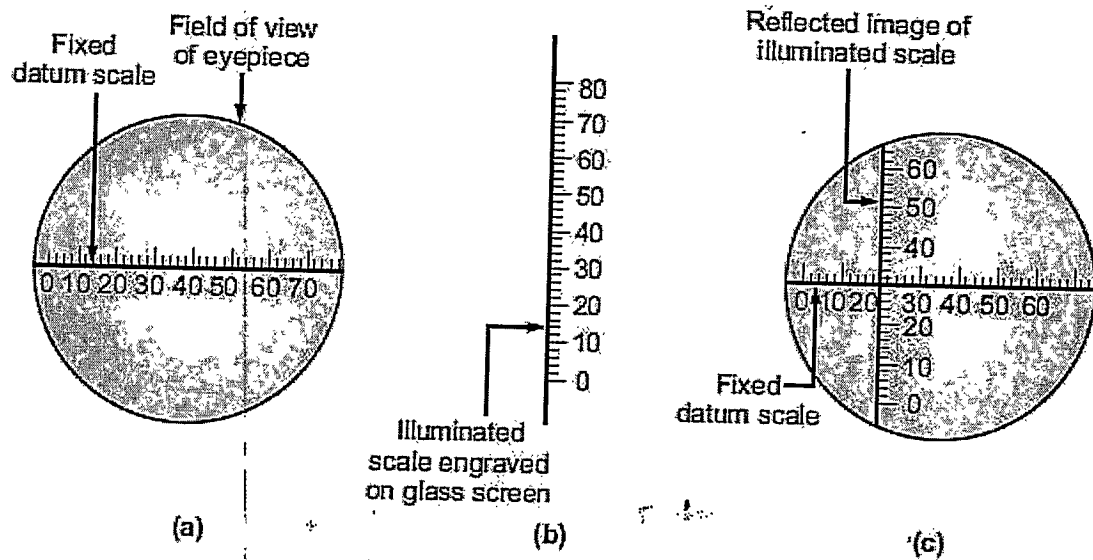 Fixed
datum scale
Field of view
of eyepiece
0 10 20 30 40 50 60 70
(a)
80
70
60
50
40
30
20
10
0
Illuminated
scale engraved
on glass screen
(b)
Reflected image of
illuminated scale
60
50
40
0 10 20 30 40 50 60
20
10
0
Fixed
datum scale
(c)